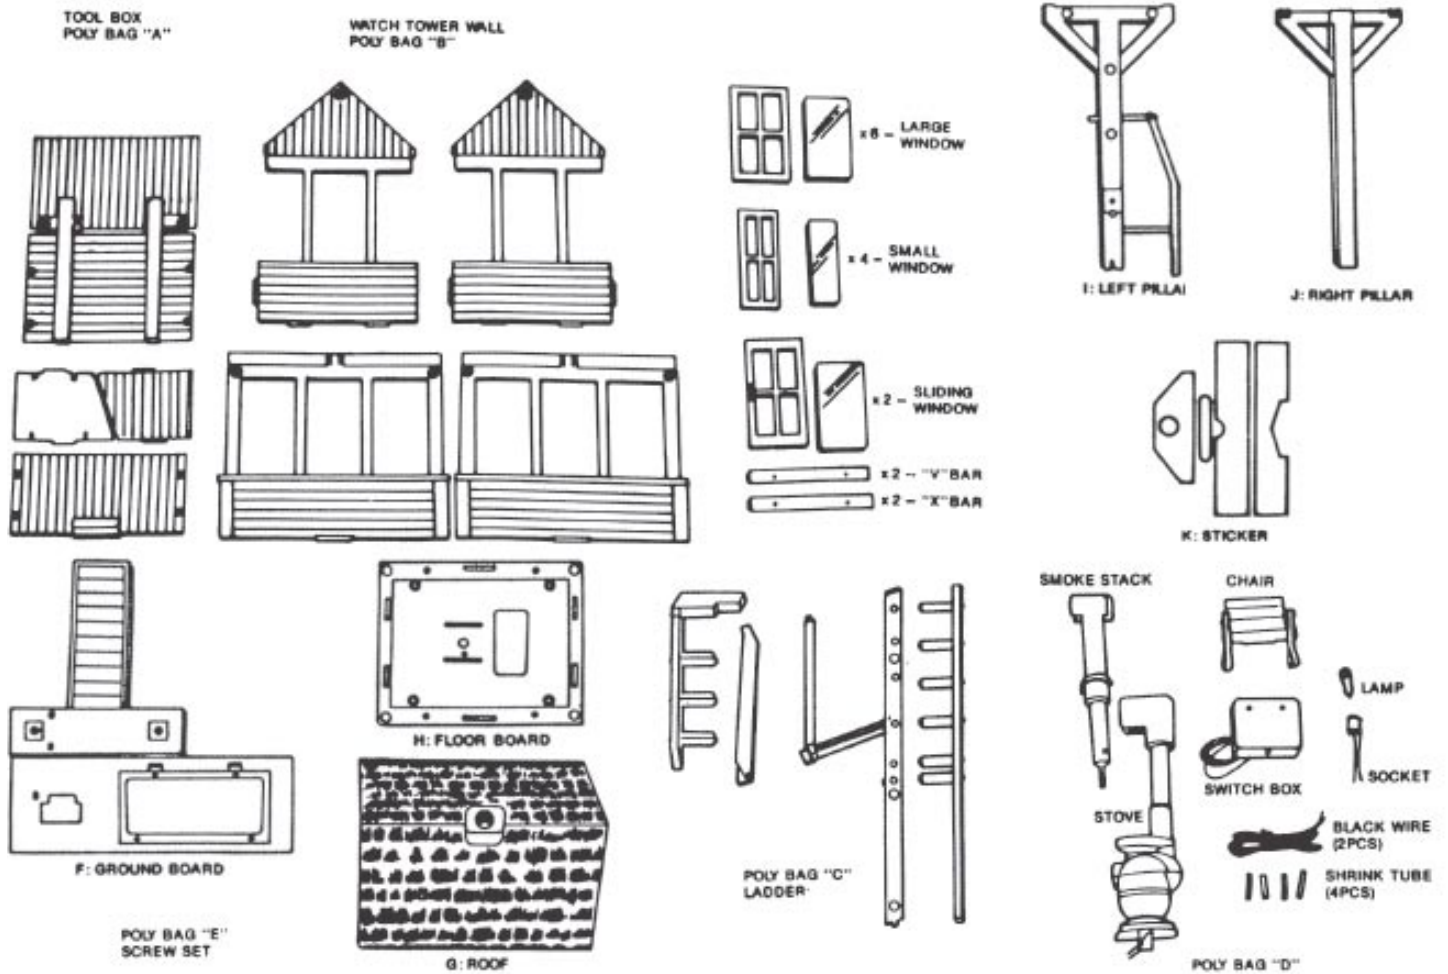 TOOL BOX
POLY BAG "A"
WATCH TOWER WALL
POLY BAG "B"
x 6 – LARGE
WINDOW
x 4 – SMALL
WINDOW
x 2 – SLIDING
WINDOW
x 2 – "V" BAR
x 2 – "X" BAR
I: LEFT PILLAI
J: RIGHT PILLAR
K: STICKER
F: GROUND BOARD
POLY BAG "E"
SCREW SET
H: FLOOR BOARD
G: ROOF
POLY BAG "C"
LADDER
SMOKE STACK
CHAIR
LAMP
SOCKET
SWITCH BOX
STOVE
BLACK WIRE
(2PCS)
SHRINK TUBE
(4PCS)
POLY BAG "D"